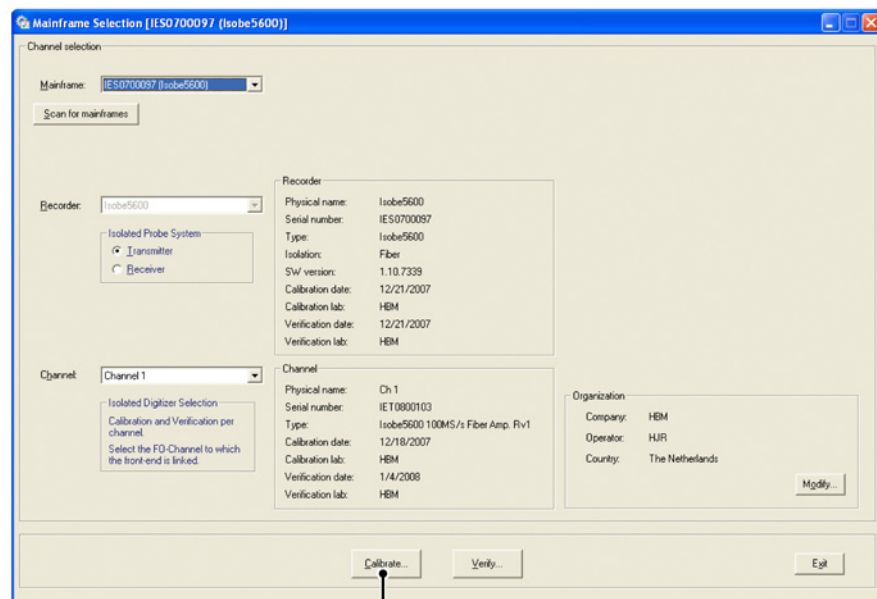 Mainframe Selection [IES0700097 (Isobe5600)]
Channel selection
Mainframe: IES0700097 (Isobe5600)
Scan for mainframes
Recorder: Isobe5600
Isolated Probe System
Transmitter
Receiver
Recorder
Physical name: Isobe5600
Serial number: IES0700097
Type: Isobe5600
Isolation: Fiber
SW version: 1.10.7339
Calibration date: 12/21/2007
Calibration lab: HBM
Verification date: 12/21/2007
Verification lab: HBM
Channel: Channel 1
Isolated Digitizer Selection
Calibration and Verification per
channel.
Select the FO-Channel to which
the front-end is linked.
Channel
Physical name: Ch 1
Serial number: IET0800103
Type: Isobe5600 100MS/s Fiber Amp. Rv1
Calibration date: 12/18/2007
Calibration lab: HBM
Verification date: 1/4/2008
Verification lab: HBM
Organization
Company: HBM
Operator: HJR
Country: The Netherlands
Modify...
Calibrate... Verify... Exit